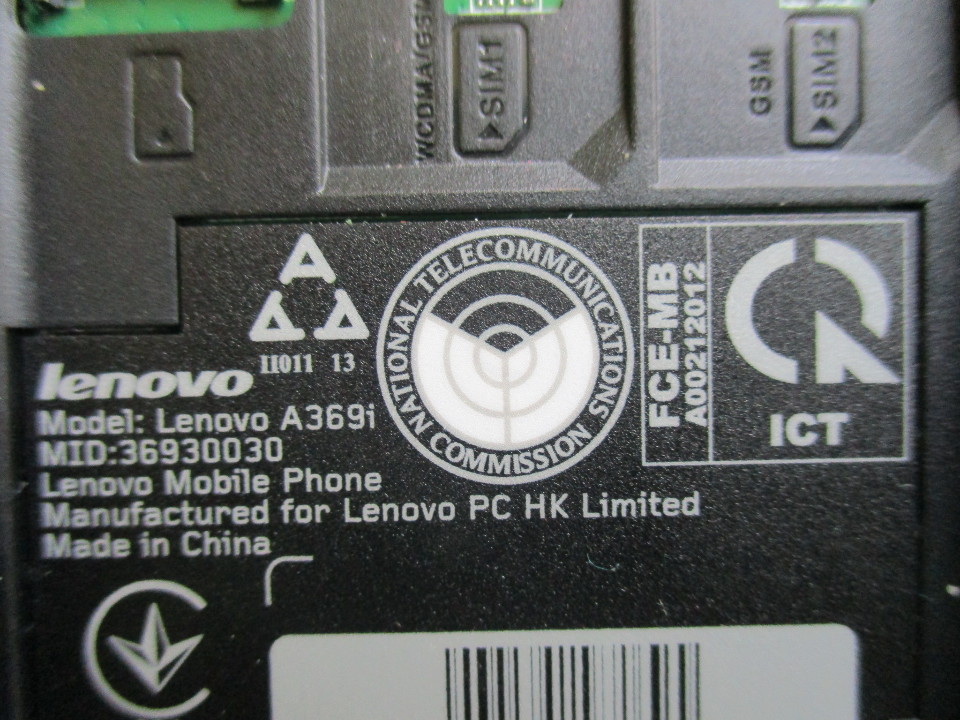 WCDMA/GSM
SIM1
GSM
SIM2
II011 13
NATIONAL TELECOMMUNICATIONS COMMISSION
FCE-MB
A00212012
ICT
lenovo
Model: Lenovo A369i
MID:36930030
Lenovo Mobile Phone
Manufactured for Lenovo PC HK Limited
Made in China